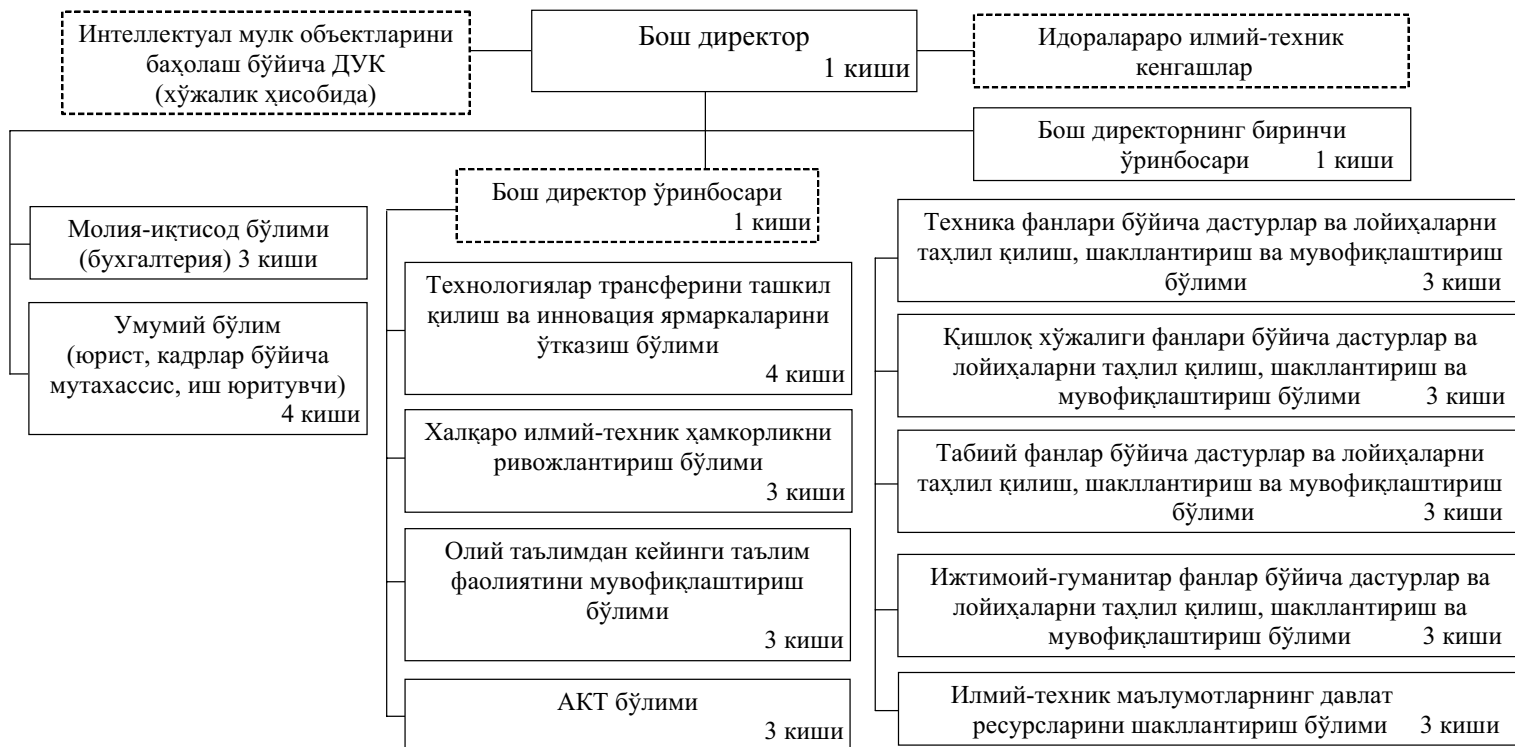 Интеллектуал мулк объектларини
баҳолаш бўйича ДУК
(хўжалик ҳисобида)
Бош директор
1 киши
Идоралараро илмий-техник
кенгашлар
Бош директорнинг биринчи
ўринбосари 1 киши
Бош директор ўринбосари
1 киши
Молия-иқтисод бўлими
(бухгалтерия) 3 киши
Умумий бўлим
(юрист, кадрлар бўйича
мутахассис, иш юритувчи)
4 киши
Технологиялар трансферини ташкил
қилиш ва инновация ярмаркаларини
ўтказиш бўлими
4 киши
Халқаро илмий-техник ҳамкорликни
ривожлантириш бўлими
3 киши
Олий таълимдан кейинги таълим
фаолиятини мувофиқлаштириш
бўлими
3 киши
АКТ бўлими
3 киши
Техника фанлари бўйича дастурлар ва лойиҳаларни
таҳлил қилиш, шакллантириш ва мувофиқлаштириш
бўлими 3 киши
Қишлоқ хўжалиги фанлари бўйича дастурлар ва
лойиҳаларни таҳлил қилиш, шакллантириш ва
мувофиқлаштириш бўлими 3 киши
Табиий фанлар бўйича дастурлар ва лойиҳаларни
таҳлил қилиш, шакллантириш ва мувофиқлаштириш
бўлими 3 киши
Ижтимоий-гуманитар фанлар бўйича дастурлар ва
лойиҳаларни таҳлил қилиш, шакллантириш ва
мувофиқлаштириш бўлими 3 киши
Илмий-техник маълумотларнинг давлат
ресурсларини шакллантириш бўлими 3 киши